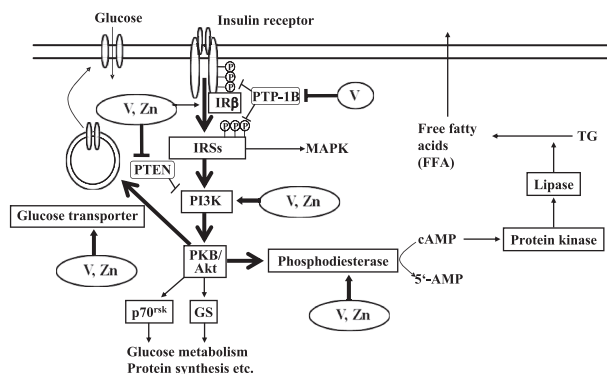 Glucose
Insulin receptor
P
P
P
IRβ
PTP-1B
V
V, Zn
P P P
IRSs
MAPK
PTEN
PI3K
V, Zn
Free fatty
acids
(FFA)
TG
Lipase
Protein kinase
Glucose transporter
V, Zn
PKB/
Akt
Phosphodiesterase
cAMP
5‘-AMP
V, Zn
p70rsk
GS
Glucose metabolism
Protein synthesis etc.